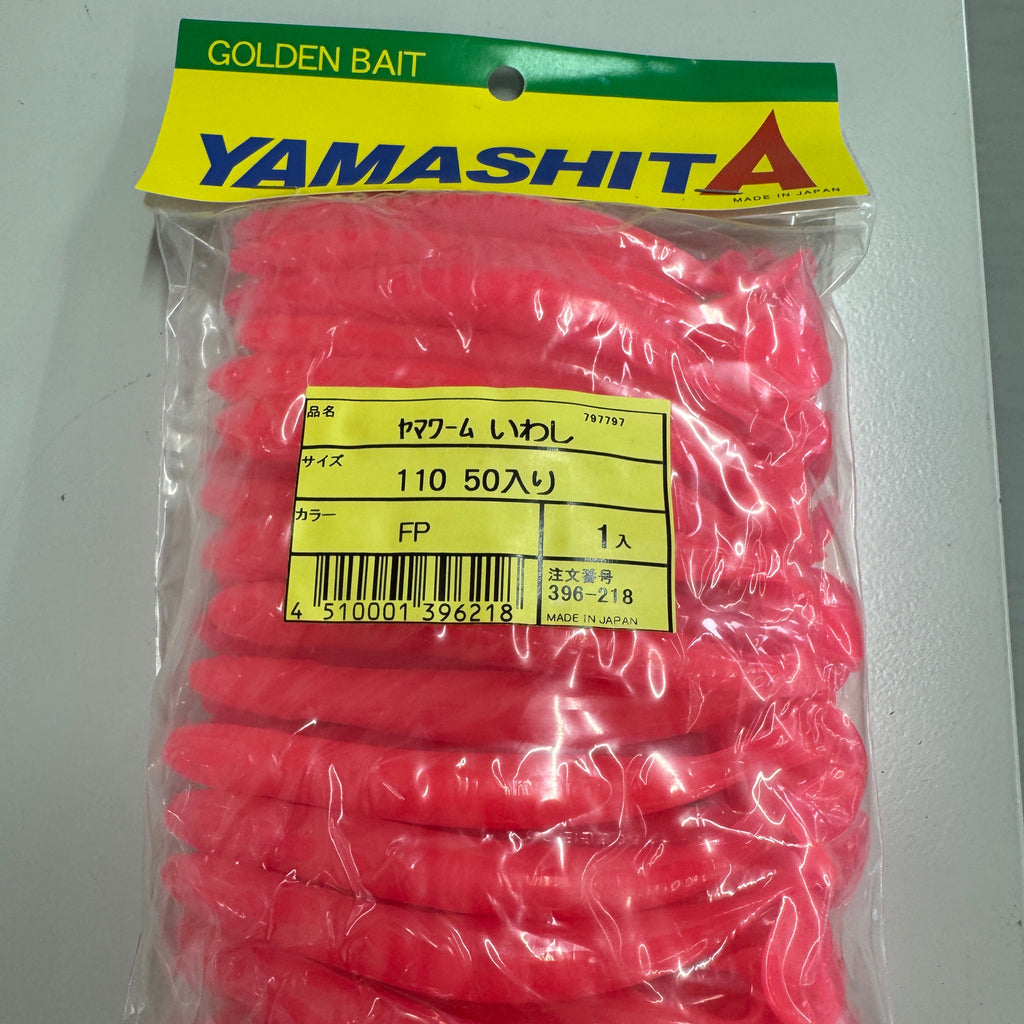 GOLDEN BAIT
YAMASHITA
MADE IN JAPAN
品名
ﾔﾏﾜｰﾑ いわし 797797
サイズ
110 50入り
カラー
FP 1入
注文番号
396-218
4 510001 396218
MADE IN JAPAN